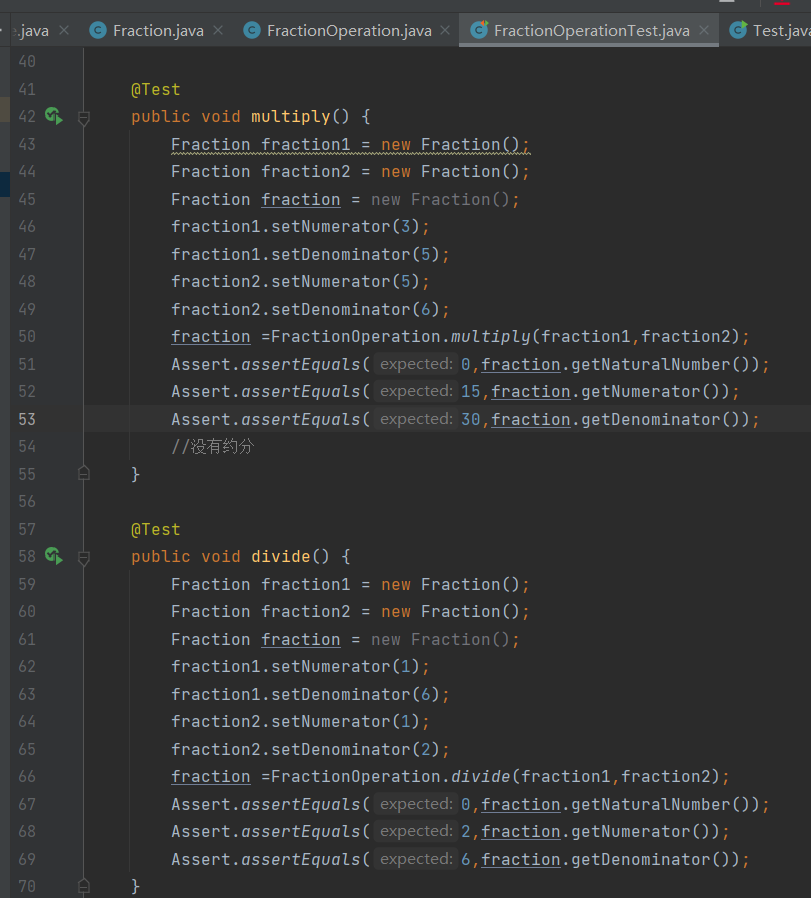 .java Fraction.java FractionOperation.java FractionOperationTest.java Test.java
40
41 @Test
42 public void multiply() {
43 Fraction fraction1 = new Fraction();
44 Fraction fraction2 = new Fraction();
45 Fraction fraction = new Fraction();
46 fraction1.setNumerator(3);
47 fraction1.setDenominator(5);
48 fraction2.setNumerator(5);
49 fraction2.setDenominator(6);
50 fraction =FractionOperation.multiply(fraction1,fraction2);
51 Assert.assertEquals( expected: 0,fraction.getNaturalNumber());
52 Assert.assertEquals( expected: 15,fraction.getNumerator());
53 Assert.assertEquals( expected: 30,fraction.getDenominator());
54 //没有约分
55 }
56
57 @Test
58 public void divide() {
59 Fraction fraction1 = new Fraction();
60 Fraction fraction2 = new Fraction();
61 Fraction fraction = new Fraction();
62 fraction1.setNumerator(1);
63 fraction1.setDenominator(6);
64 fraction2.setNumerator(1);
65 fraction2.setDenominator(2);
66 fraction =FractionOperation.divide(fraction1,fraction2);
67 Assert.assertEquals( expected: 0,fraction.getNaturalNumber());
68 Assert.assertEquals( expected: 2,fraction.getNumerator());
69 Assert.assertEquals( expected: 6,fraction.getDenominator());
70 }